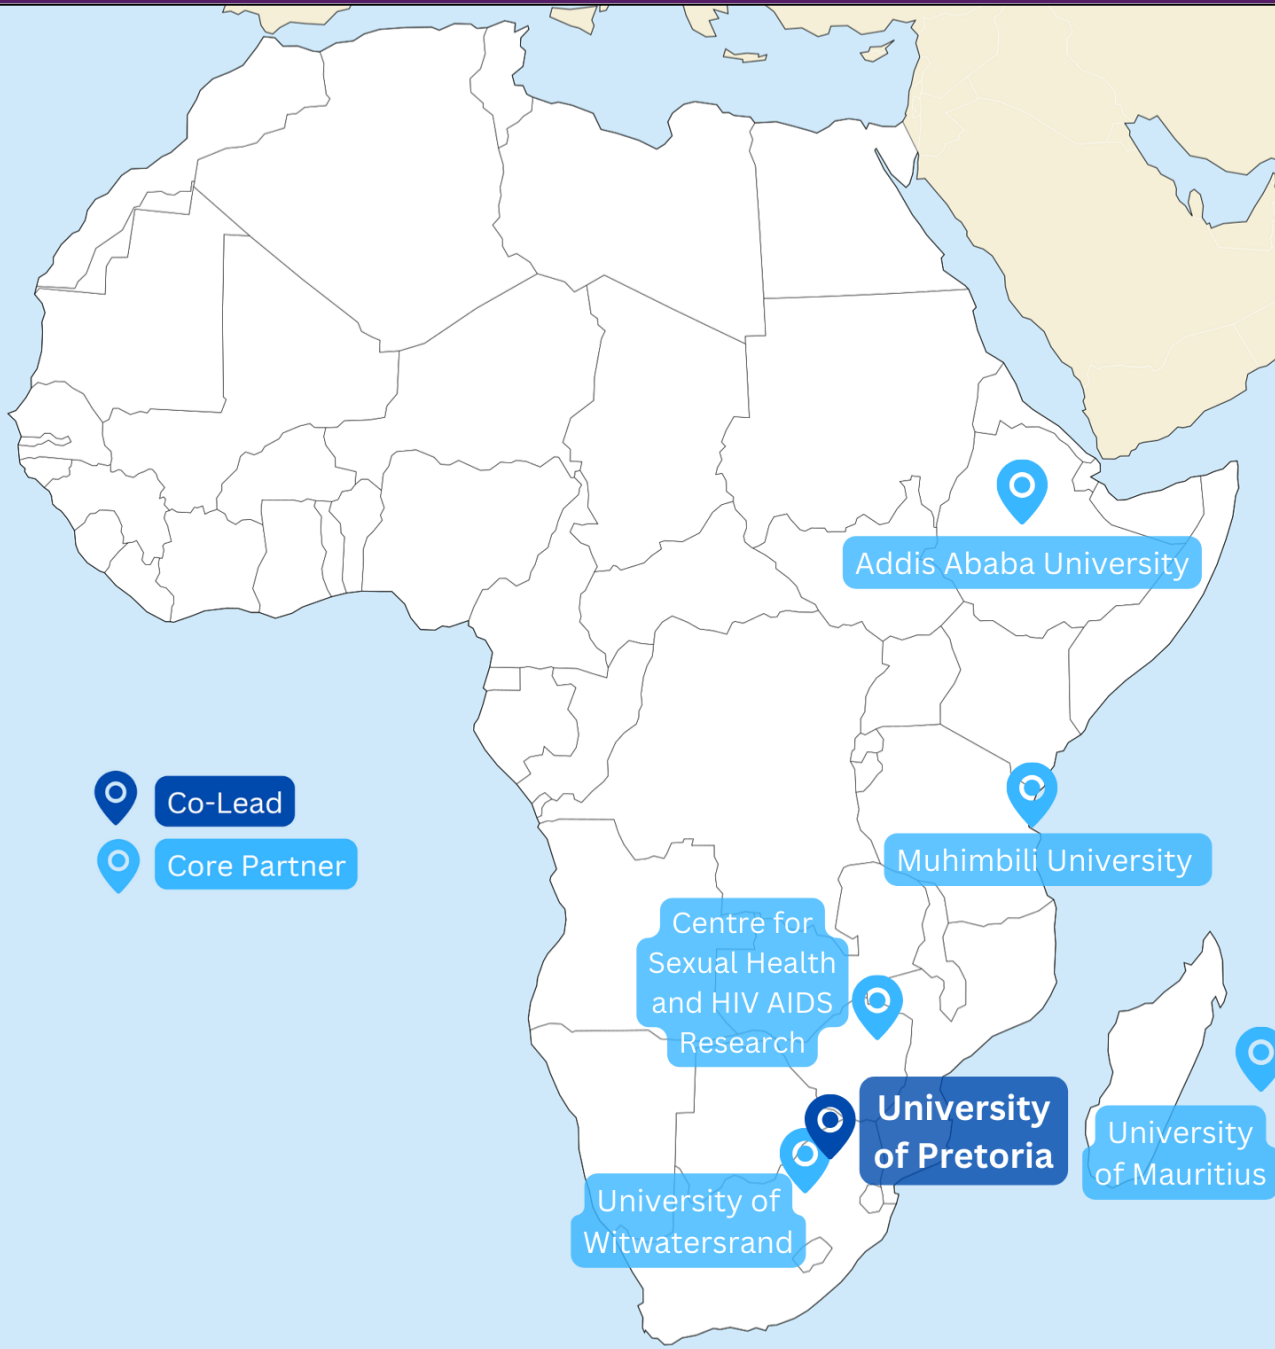 Addis Ababa University
Co-Lead
Core Partner
Muhimbili University
Centre for
Sexual Health
and HIV AIDS
Research
University
of Pretoria
University
of Mauritius
University of
Witwatersrand